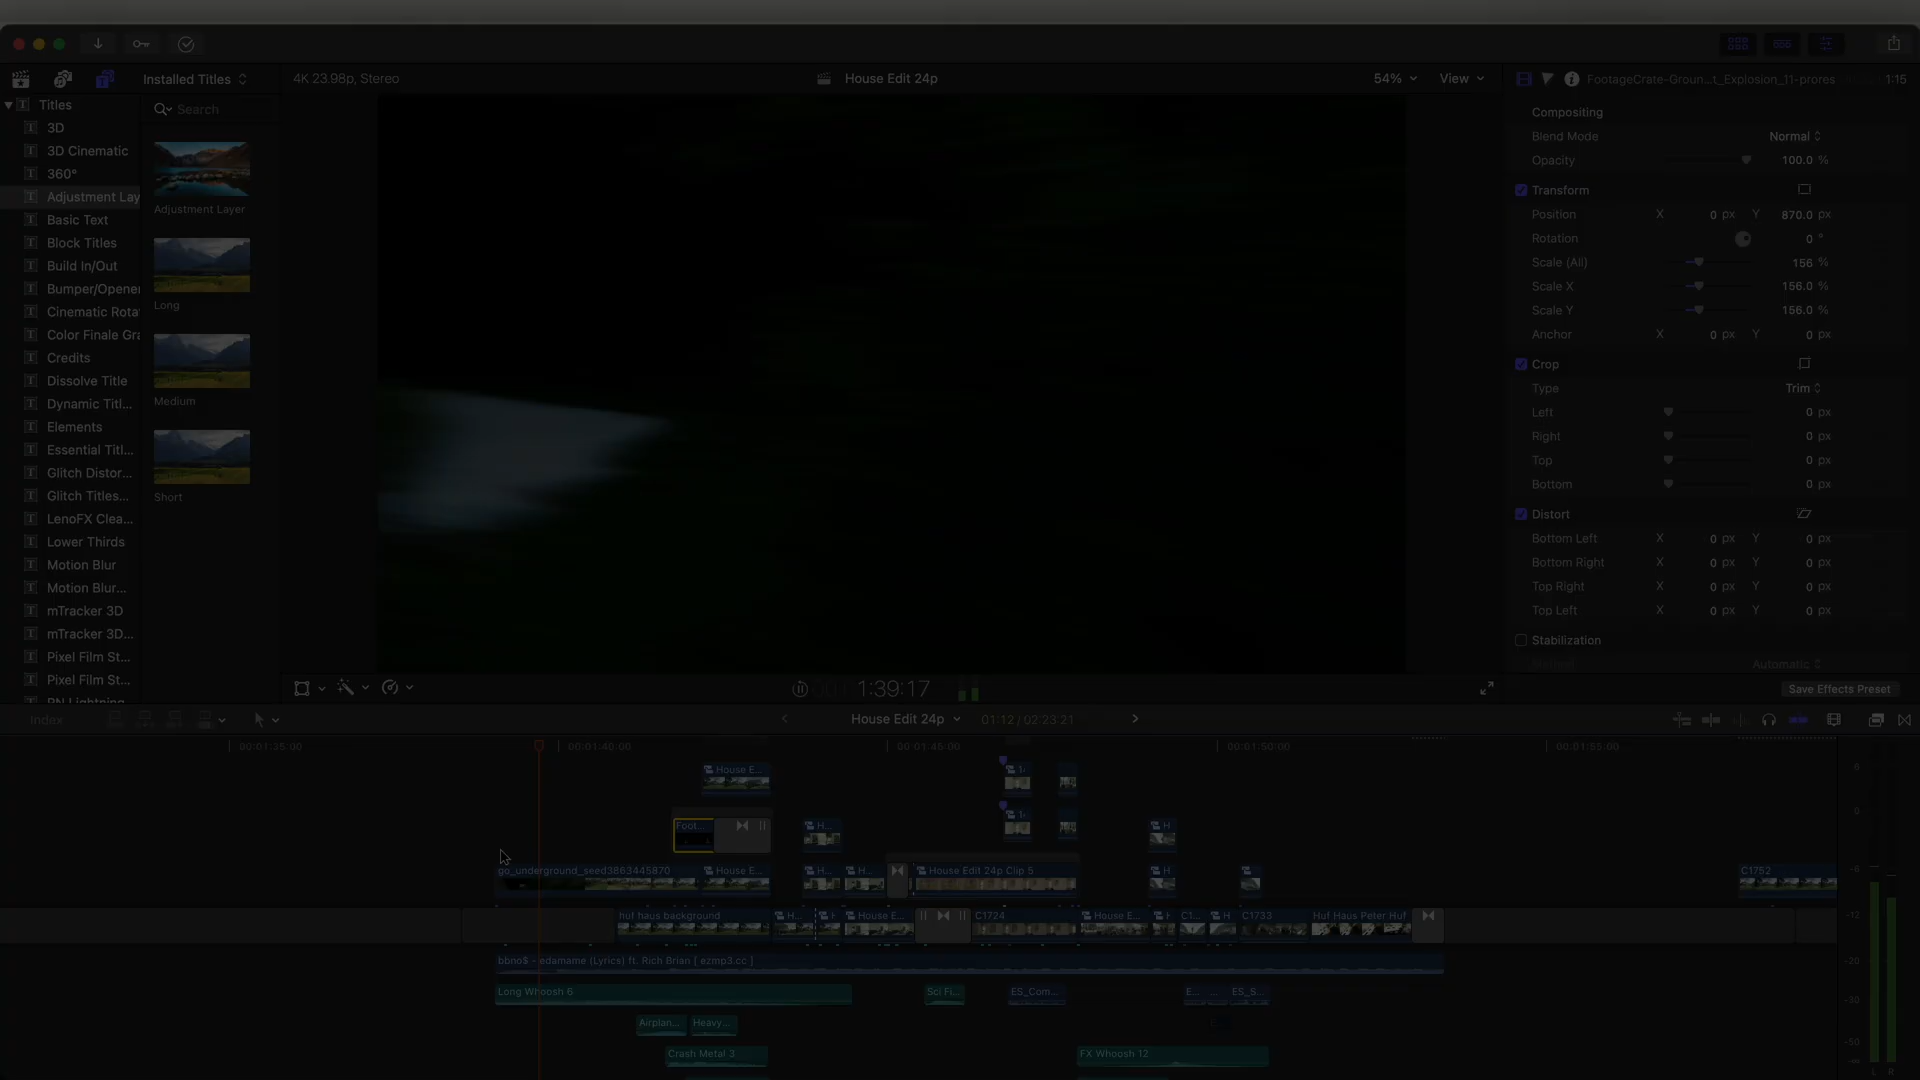 Installed Titles
4K 23.98p, Stereo
House Edit 24p
54%
View
FootageCrate-Groun...t_Explosion_11-prores
1:15
Titles
3D
3D Cinematic
360°
Adjustment Lay
Basic Text
Block Titles
Build In/Out
Bumper/Opener
Cinematic Rota
Color Finale Gra
Credits
Dissolve Title
Dynamic Titl...
Elements
Essential Titl...
Glitch Distor...
Glitch Titles...
LenoFX Clea...
Lower Thirds
Motion Blur
Motion Blur...
mTracker 3D
mTracker 3D...
Pixel Film St...
Pixel Film St...
Search
Adjustment Layer
Long
Medium
Short
Compositing
Blend Mode Normal
Opacity 100.0 %
Transform
Position X 0 px Y 870.0 px
Rotation 0 °
Scale (All) 156 %
Scale X 156.0 %
Scale Y 156.0 %
Anchor X 0 px Y 0 px
Crop
Type Trim
Left 0 px
Right 0 px
Top 0 px
Bottom 0 px
Distort
Bottom Left X 0 px Y 0 px
Bottom Right X 0 px Y 0 px
Top Right X 0 px Y 0 px
Top Left X 0 px Y 0 px
Stabilization
Automatic
Save Effects Preset
1:39:17
Index
House Edit 24p
01:12 / 02:23:21
00:01:35:00
00:01:40:00
00:01:45:00
00:01:50:00
00:01:55:00
House E...
Foot...
H...
H
go_underground_seed3863445870
House E...
H...
H...
House Edit 24p Clip 5
H
C1752
huf haus background
H...
H
House E...
C1724
House E...
H
C1...
H
C1733
Huf Haus Peter Huf
bbno$ - edamame (Lyrics) ft. Rich Brian [ ezmp3.cc ]
Long Whoosh 6
Sci Fi...
ES_Com...
E...
ES_S...
Airplan...
Heavy...
Crash Metal 3
FX Whoosh 12
6
0
-6
-12
-20
-30
-50
L R